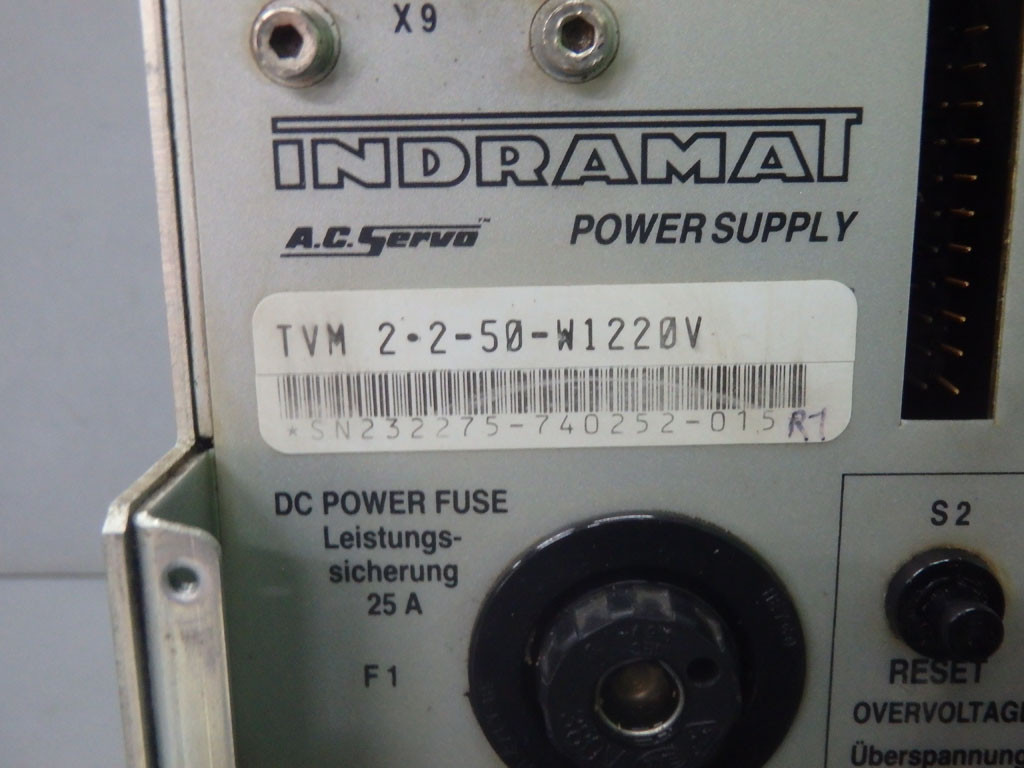 X9
INDRAMAT
A.C. Servo™ POWER SUPPLY
TVM 2·2-50-W1220V
*SN232275-740252-015 R1
DC POWER FUSE
Leistungs-
sicherung
25 A
F1
S2
RESET
OVERVOLTAGE
Überspannung